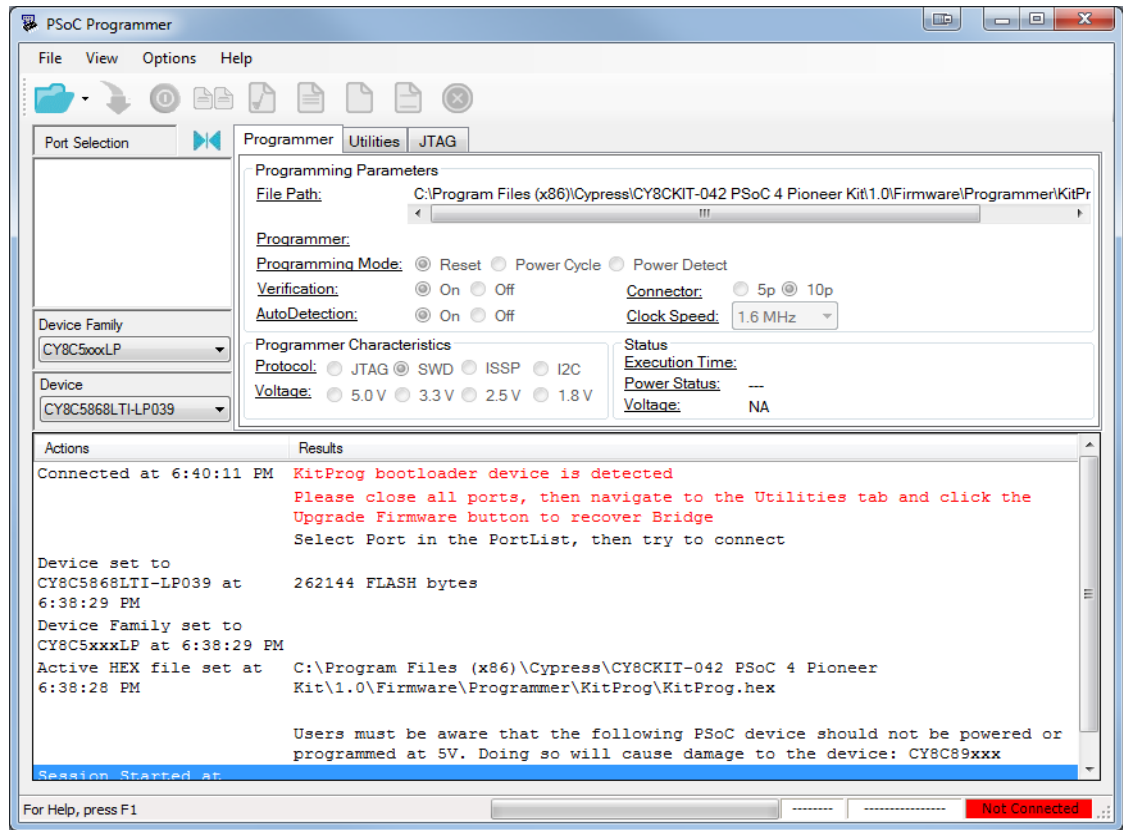 PSoC Programmer
File View Options Help
Port Selection
Programmer Utilities JTAG
Programming Parameters
File Path: C:\Program Files (x86)\Cypress\CY8CKIT-042 PSoC 4 Pioneer Kit\1.0\Firmware\Programmer\KitPr
Programmer:
Programming Mode: Reset Power Cycle Power Detect
Verification: On Off Connector: 5p 10p
AutoDetection: On Off Clock Speed: 1.6 MHz
Device Family
CY8C5xxxLP
Device
CY8C5868LTI-LP039
Programmer Characteristics
Protocol: JTAG SWD ISSP I2C
Voltage: 5.0 V 3.3 V 2.5 V 1.8 V
Status
Execution Time:
Power Status: ---
Voltage: NA
Actions Results
Connected at 6:40:11 PM KitProg bootloader device is detected
Please close all ports, then navigate to the Utilities tab and click the
Upgrade Firmware button to recover Bridge
Select Port in the PortList, then try to connect
Device set to
CY8C5868LTI-LP039 at 262144 FLASH bytes
6:38:29 PM
Device Family set to
CY8C5xxxLP at 6:38:29 PM
Active HEX file set at C:\Program Files (x86)\Cypress\CY8CKIT-042 PSoC 4 Pioneer
6:38:28 PM Kit\1.0\Firmware\Programmer\KitProg\KitProg.hex
Users must be aware that the following PSoC device should not be powered or
programmed at 5V. Doing so will cause damage to the device: CY8C89xxx
Session Started at
For Help, press F1 -------- ---------------- Not Connected